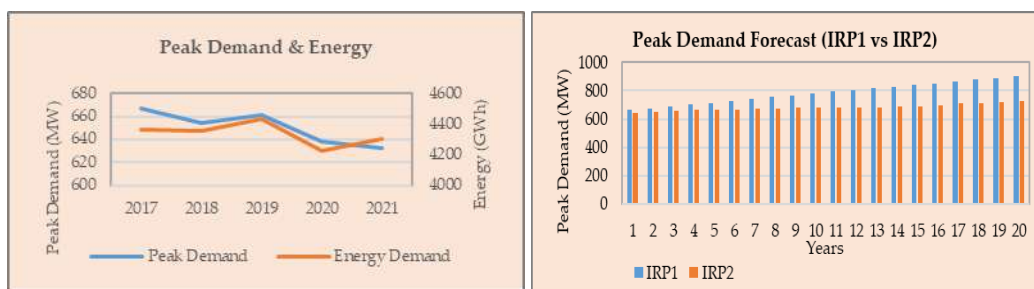 Peak Demand & Energy
Peak Demand (MW)
680
660
640
620
600
4600
4400
4200
4000
Energy (GWh)
2017 2018 2019 2020 2021
Peak Demand Energy Demand
Peak Demand Forecast (IRP1 vs IRP2)
Peak Demand (MW)
1000
800
600
400
200
0
1 2 3 4 5 6 7 8 9 10 11 12 13 14 15 16 17 18 19 20
Years
IRP1 IRP2